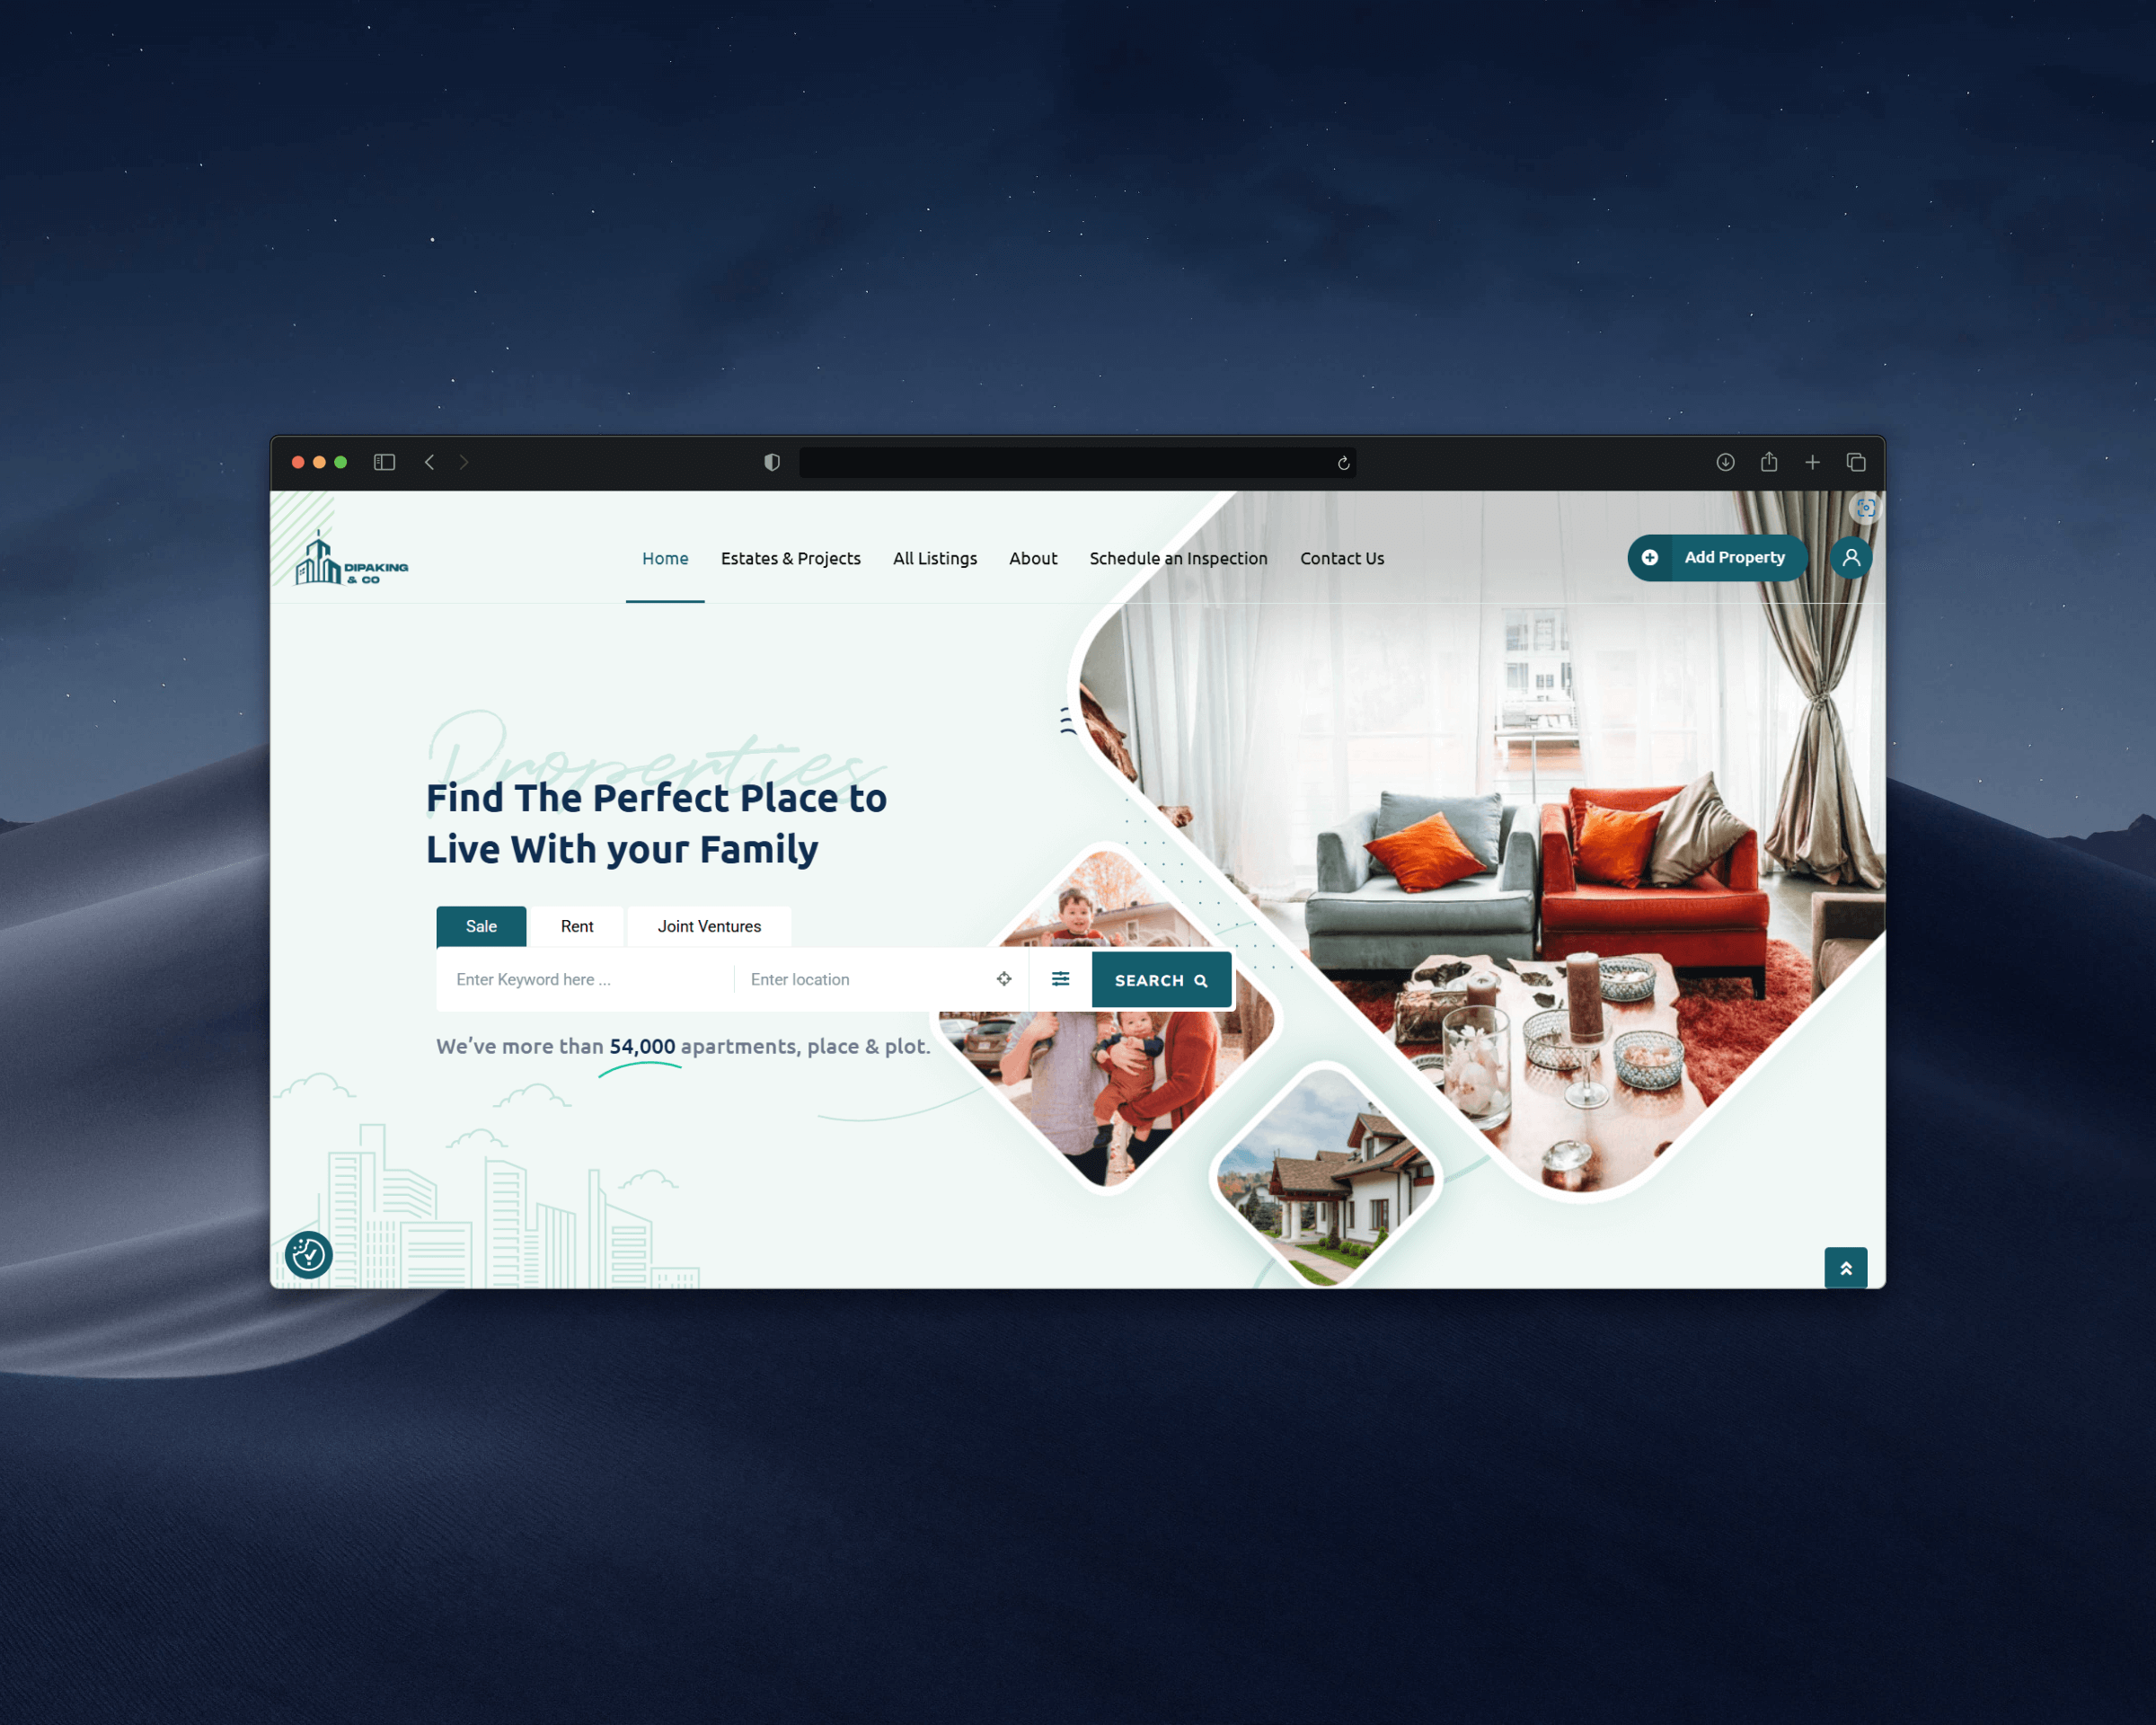 DIPAKING
& CO
Home Estates & Projects All Listings About Schedule an Inspection Contact Us
Add Property
Properties
Find The Perfect Place to
Live With your Family
Sale Rent Joint Ventures
Enter Keyword here ... Enter location SEARCH
We’ve more than 54,000 apartments, place & plot.